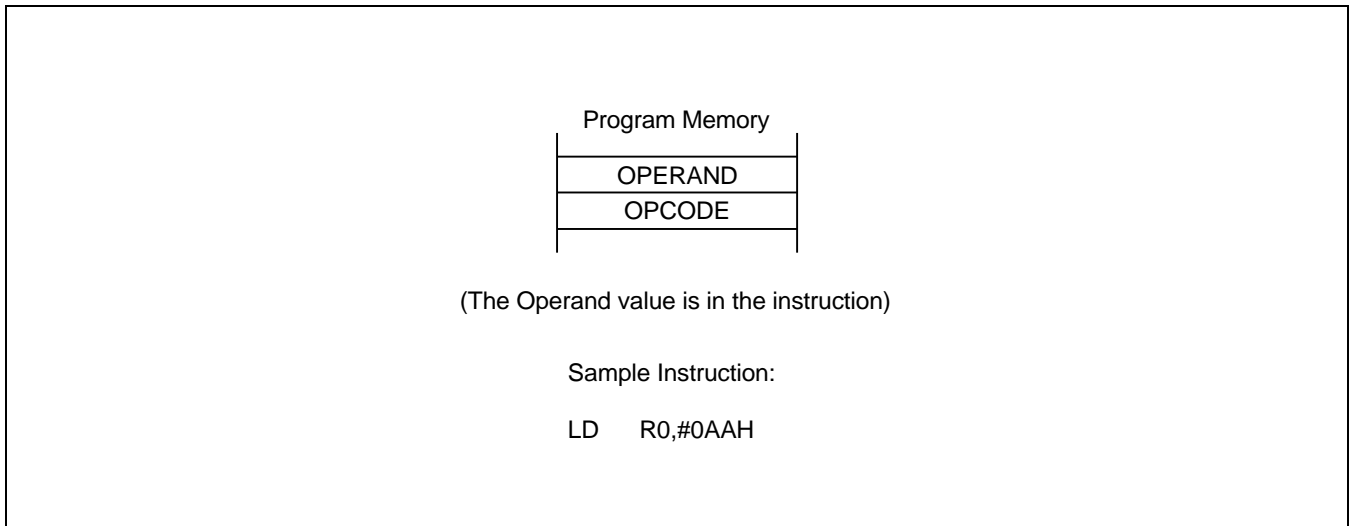 Program Memory
OPERAND
OPCODE
(The Operand value is in the instruction)
Sample Instruction:
LD R0,#0AAH